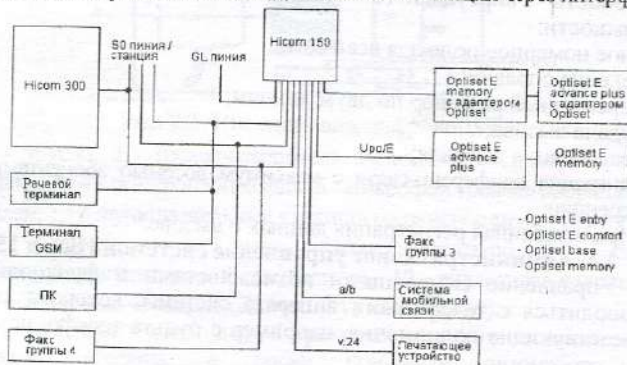 Hicom 300
S0 линия /
станция
GL линия
Hicom 150
Optiset E
memory
с адаптером
Optiset
Optiset E
advance plus
с адаптером
Optiset
Up0/E
Optiset E
advance
plus
Optiset E
memory
Речевой
терминал
Терминал
GSM
ПК
Факс
группы 4
Факс
группы 3
- Optiset E entry
- Optiset E comfort
- Optiset base
- Optiset memory
a/b
Система
мобильной
связи
v.24
Печатающее
устройство